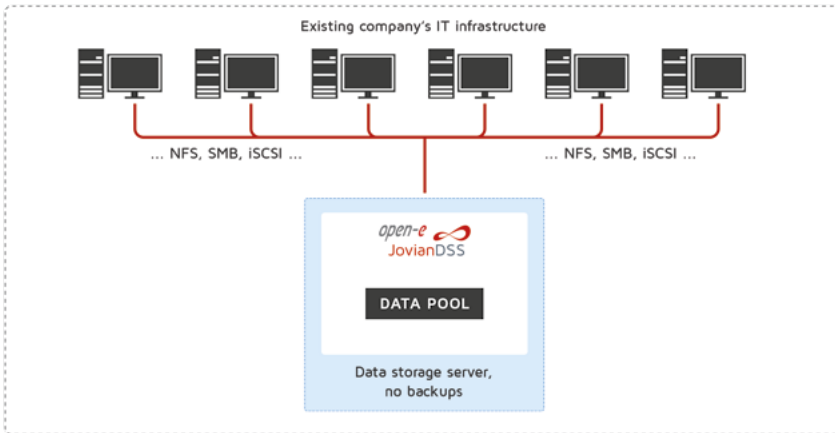 Existing company's IT infrastructure
... NFS, SMB, iSCSI ...
... NFS, SMB, iSCSI ...
open-e
JovianDSS
DATA POOL
Data storage server,
no backups